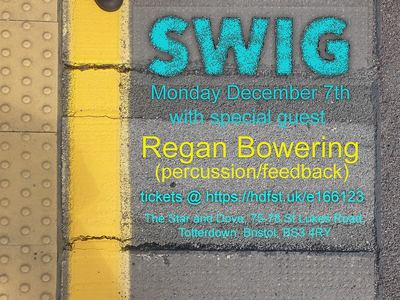 SWIG
Monday December 7th
with special guest
Regan Bowering
(percussion/feedback)
tickets @ https://hdfst.uk/e166123
The Star and Dove, 75-78 St Lukes Road,
Totterdown, Bristol, BS3 4RY